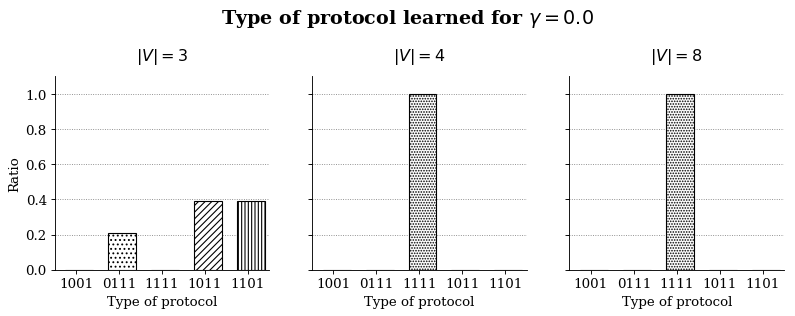 Type of protocol learned for γ = 0.0
|V| = 3
|V| = 4
|V| = 8
Ratio
1.0
0.8
0.6
0.4
0.2
0.0
1001 0111 1111 1011 1101
1001 0111 1111 1011 1101
1001 0111 1111 1011 1101
Type of protocol
Type of protocol
Type of protocol